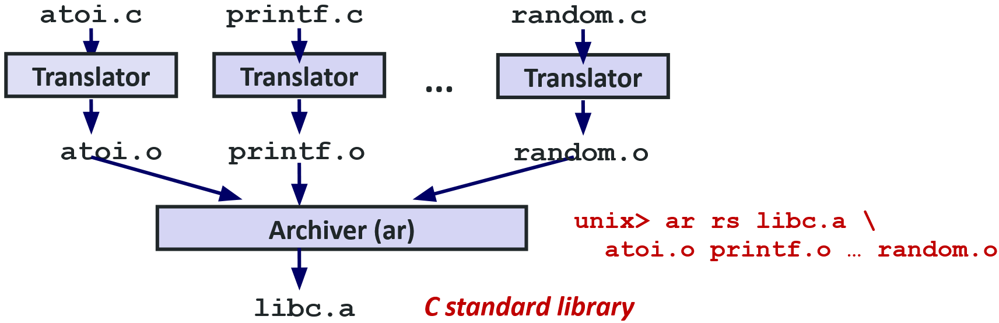 atoi.c printf.c random.c
Translator Translator ... Translator
atoi.o printf.o random.o
Archiver (ar)
unix> ar rs libc.a \
atoi.o printf.o … random.o
libc.a C standard library